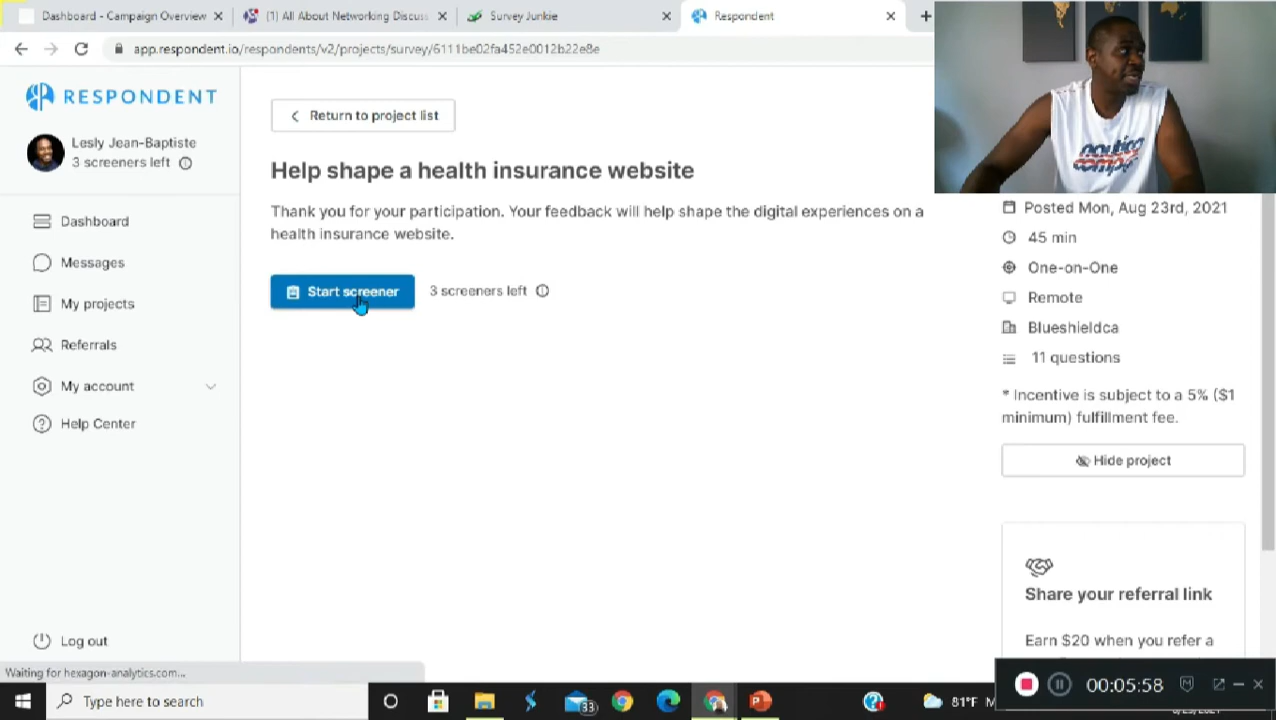 Dashboard - Campaign Overview
(1) All About Networking Discuss
Survey Junkie
Respondent
app.respondent.io/respondents/v2/projects/survey/6111be02fa452e0012b22e8e
RESPONDENT
Lesly Jean-Baptiste
3 screeners left
Dashboard
Messages
My projects
Referrals
My account
Help Center
Log out
Return to project list
Help shape a health insurance website
Thank you for your participation. Your feedback will help shape the digital experiences on a
health insurance website.
Start screener
3 screeners left
Posted Mon, Aug 23rd, 2021
45 min
One-on-One
Remote
Blueshieldca
11 questions
* Incentive is subject to a 5% ($1
minimum) fulfillment fee.
Hide project
Share your referral link
Earn $20 when you refer a
nautica
Waiting for hexagon-analytics.com...
Type here to search
33
81°F M
00:05:58